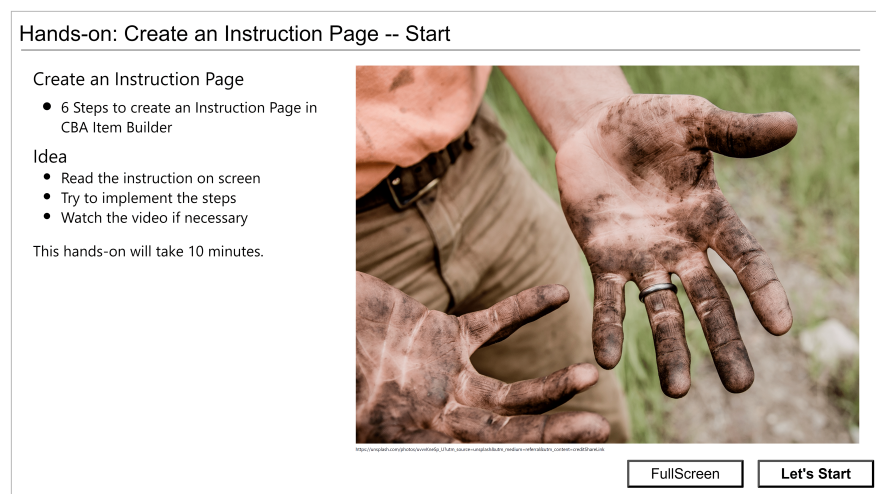 Hands-on: Create an Instruction Page -- Start
Create an Instruction Page
6 Steps to create an Instruction Page in
CBA Item Builder
Idea
Read the instruction on screen
Try to implement the steps
Watch the video if necessary
This hands-on will take 10 minutes.
FullScreen
Let's Start